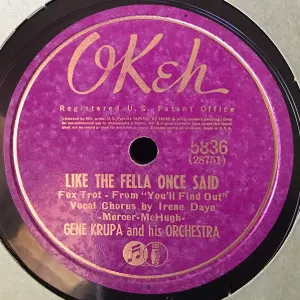 OKeh
Registered U.S. Patent Office
5836
(28751)
LIKE THE FELLA ONCE SAID
Fox Trot - From "You'll Find Out"
Vocal Chorus by Irene Daye
-Mercer-McHugh-
GENE KRUPA and his ORCHESTRA